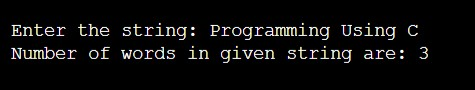 Enter the string: Programming Using C
Number of words in given string are: 3